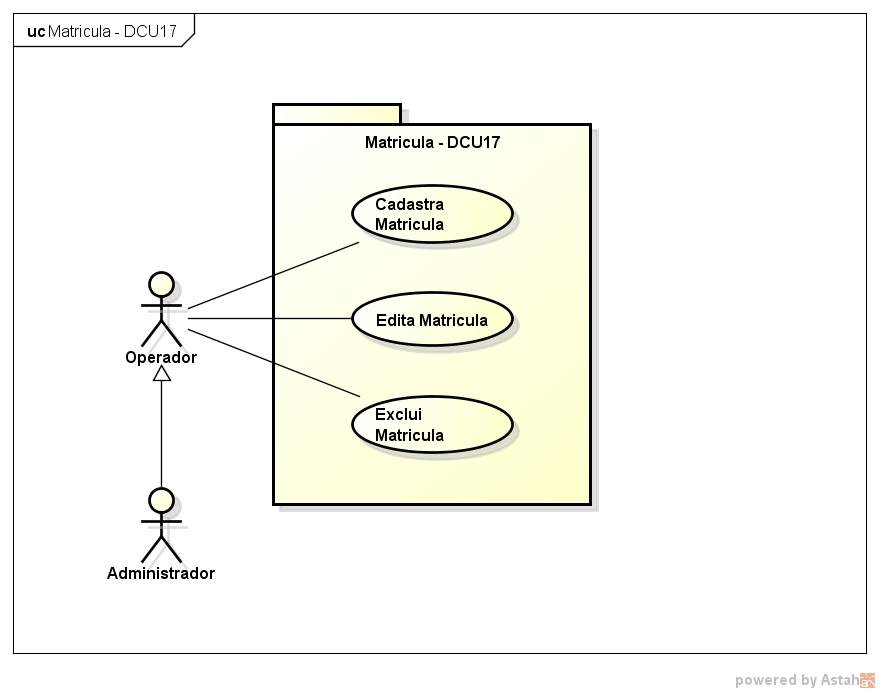 uc Matricula - DCU17
Matricula - DCU17
Cadastra
Matricula
Edita Matricula
Exclui
Matricula
Operador
Administrador
powered by Astah